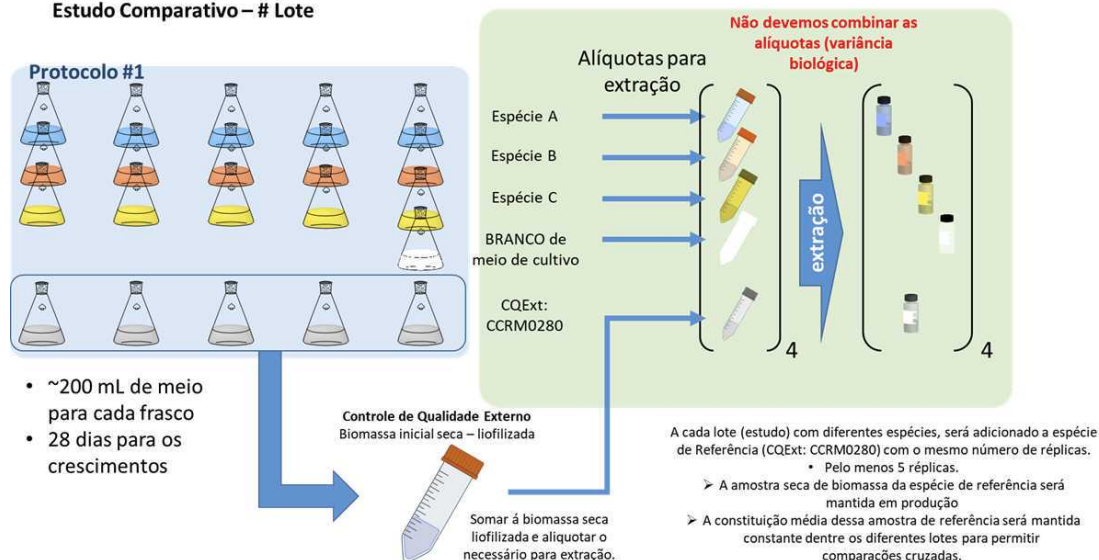 Estudo Comparativo – # Lote
Protocolo #1
• ~200 mL de meio
para cada frasco
• 28 dias para os
crescimentos
Controle de Qualidade Externo
Biomassa inicial seca – liofilizada
Somar á biomassa seca
liofilizada e aliquotar o
necessário para extração.
Não devemos combinar as
alíquotas (variância
biológica)
Alíquotas para
extração
Espécie A
Espécie B
Espécie C
BRANCO de
meio de cultivo
CQExt:
CCRM0280
4
extração
4
A cada lote (estudo) com diferentes espécies, será adicionado a espécie
de Referência (CQExt: CCRM0280) com o mesmo número de réplicas.
• Pelo menos 5 réplicas.
➢ A amostra seca de biomassa da espécie de referência será
mantida em produção
➢ A constituição média dessa amostra de referência será mantida
constante dentre os diferentes lotes para permitir
comparações cruzadas.